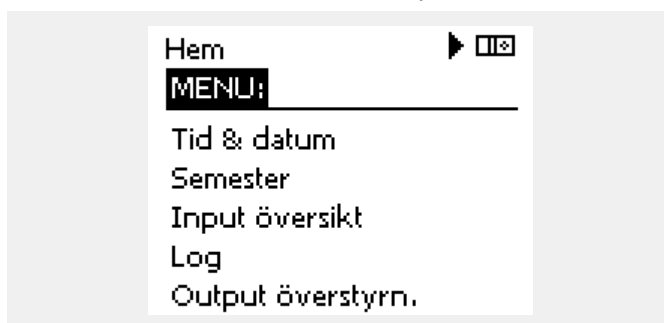 Hem
MENU:
Tid & datum
Semester
Input översikt
Log
Output överstyrn.